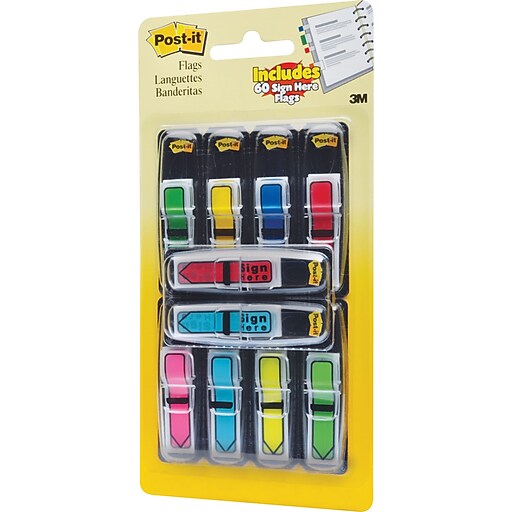 Post-it
Flags
Languettes
Banderitas
Includes
60 Sign Here
Flags
3M
Post-it
Post-it
Post-it
Post-it
Sign
Here
Post-it
Sign
Here
Post-it